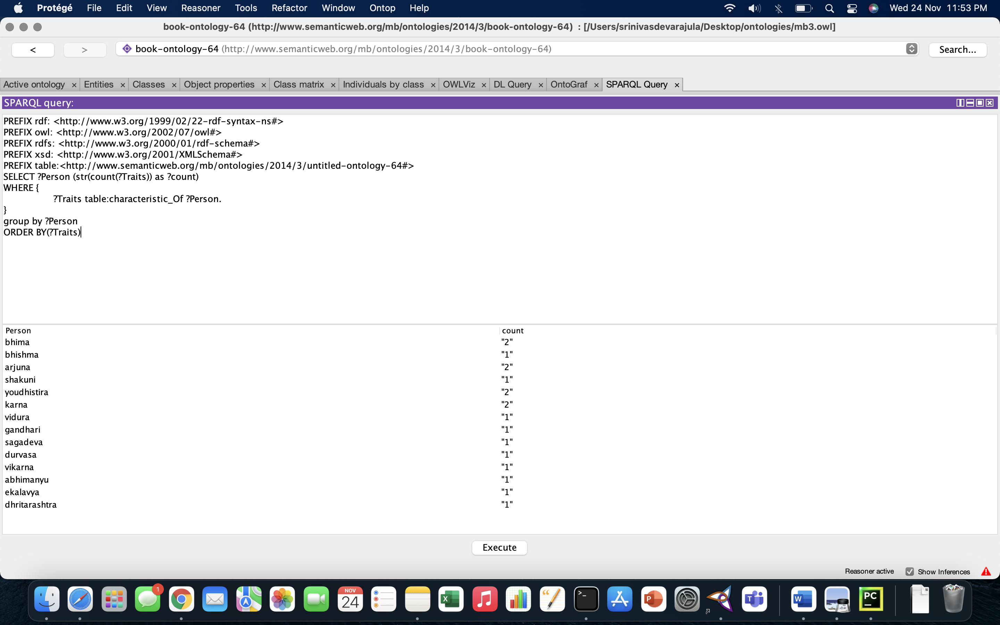 Protégé File Edit View Reasoner Tools Refactor Window Ontop Help Wed 24 Nov 11:53 PM
book-ontology-64 (http://www.semanticweb.org/mb/ontologies/2014/3/book-ontology-64) : [/Users/srinivasdevarajula/Desktop/ontologies/mb3.owl]
< > book-ontology-64 (http://www.semanticweb.org/mb/ontologies/2014/3/book-ontology-64) Search...
Active ontology × Entities × Classes × Object properties × Class matrix × Individuals by class × OWLViz × DL Query × OntoGraf × SPARQL Query ×
SPARQL query:
PREFIX rdf: <http://www.w3.org/1999/02/22-rdf-syntax-ns#>
PREFIX owl: <http://www.w3.org/2002/07/owl#>
PREFIX rdfs: <http://www.w3.org/2000/01/rdf-schema#>
PREFIX xsd: <http://www.w3.org/2001/XMLSchema#>
PREFIX table:<http://www.semanticweb.org/mb/ontologies/2014/3/untitled-ontology-64#>
SELECT ?Person (str(count(?Traits)) as ?count)
WHERE {
?Traits table:characteristic_Of ?Person.
}
group by ?Person
ORDER BY(?Traits)
Person count
bhima "2"
bhishma "1"
arjuna "2"
shakuni "1"
youdhistira "2"
karna "2"
vidura "1"
gandhari "1"
sagadeva "1"
durvasa "1"
vikarna "1"
abhimanyu "1"
ekalavya "1"
dhritarashtra "1"
Execute
Reasoner active Show Inferences
1 NOV 24 X >_ P T W PC